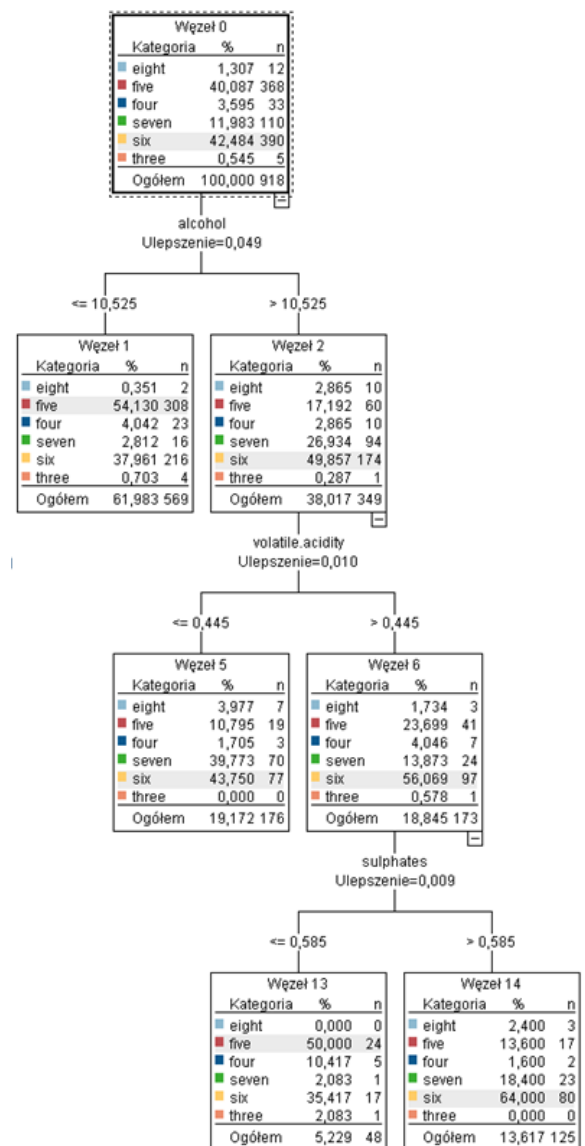 Węzeł 0
Kategoria % n
eight 1,307 12
five 40,087 368
four 3,595 33
seven 11,983 110
six 42,484 390
three 0,545 5
Ogółem 100,000 918
alcohol
Ulepszenie=0,049
<= 10,525 > 10,525
Węzeł 1
Kategoria % n
eight 0,351 2
five 54,130 308
four 4,042 23
seven 2,812 16
six 37,961 216
three 0,703 4
Ogółem 61,983 569
Węzeł 2
Kategoria % n
eight 2,865 10
five 17,192 60
four 2,865 10
seven 26,934 94
six 49,857 174
three 0,287 1
Ogółem 38,017 349
volatile.acidity
Ulepszenie=0,010
<= 0,445 > 0,445
Węzeł 5
Kategoria % n
eight 3,977 7
five 10,795 19
four 1,705 3
seven 39,773 70
six 43,750 77
three 0,000 0
Ogółem 19,172 176
Węzeł 6
Kategoria % n
eight 1,734 3
five 23,699 41
four 4,046 7
seven 13,873 24
six 56,069 97
three 0,578 1
Ogółem 18,845 173
sulphates
Ulepszenie=0,009
<= 0,585 > 0,585
Węzeł 13
Kategoria % n
eight 0,000 0
five 50,000 24
four 10,417 5
seven 2,083 1
six 35,417 17
three 2,083 1
Ogółem 5,229 48
Węzeł 14
Kategoria % n
eight 2,400 3
five 13,600 17
four 1,600 2
seven 18,400 23
six 64,000 80
three 0,000 0
Ogółem 13,617 125